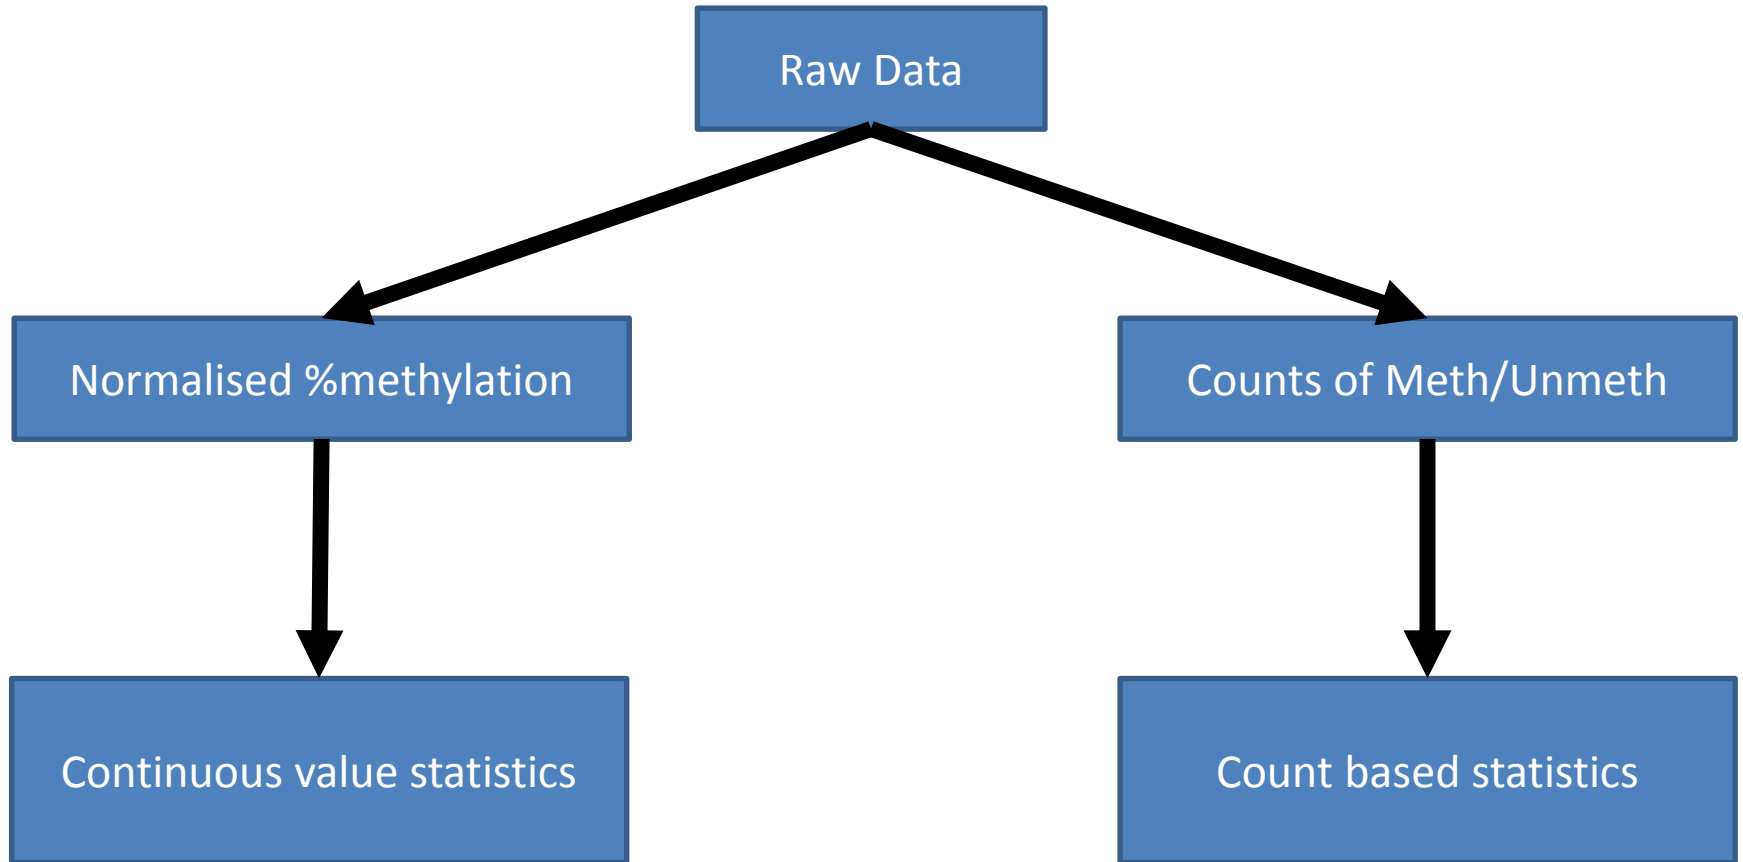 Raw Data
Normalised %methylation
Counts of Meth/Unmeth
Continuous value statistics
Count based statistics